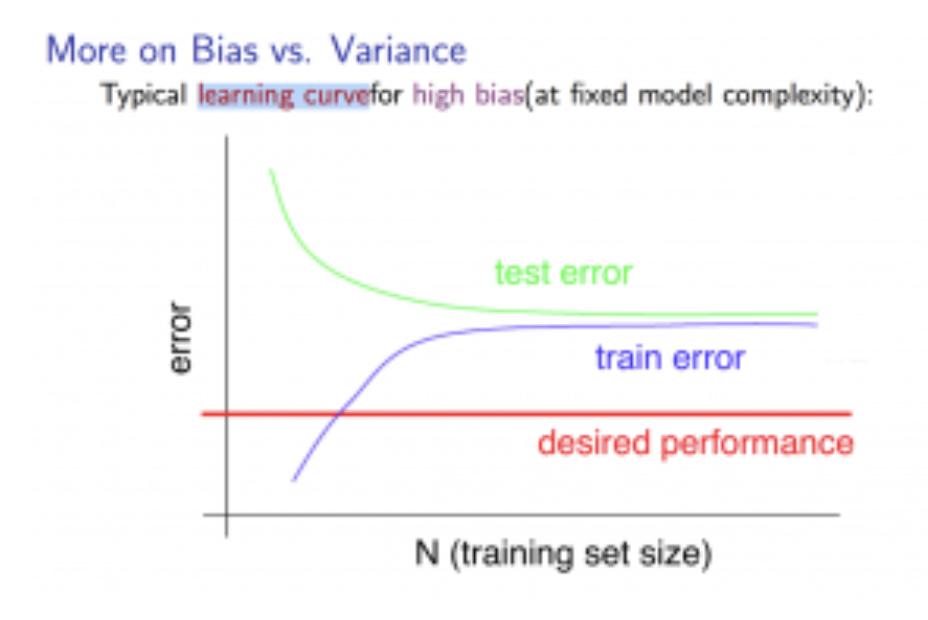 More on Bias vs. Variance
Typical learning curvefor high bias(at fixed model complexity):
test error
error
train error
desired performance
N (training set size)